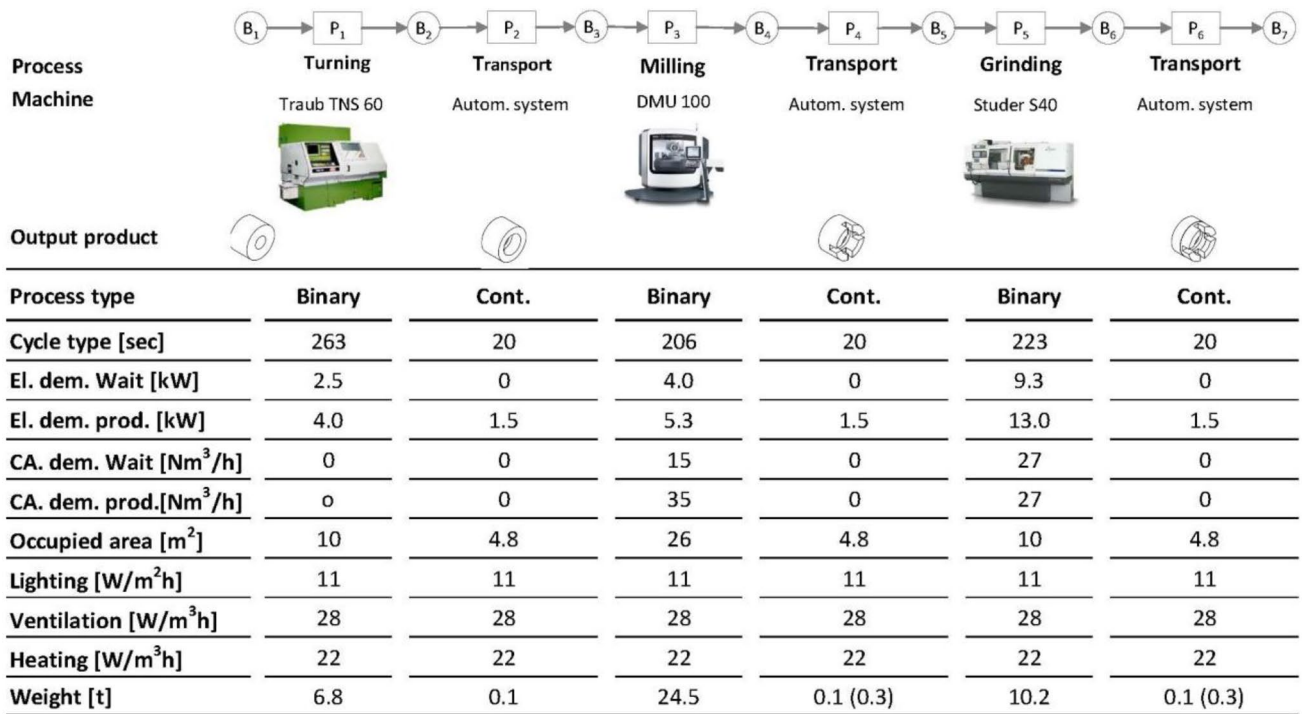 B1 P1 B2 P2 B3 P3 B4 P4 B5 P5 B6 P6 B7
Process Turning Transport Milling Transport Grinding Transport
Machine Traub TNS 60 Autom. system DMU 100 Autom. system Studer S40 Autom. system
Output product
Process type Binary Cont. Binary Cont. Binary Cont.
Cycle type [sec] 263 20 206 20 223 20
El. dem. Wait [kW] 2.5 0 4.0 0 9.3 0
El. dem. prod. [kW] 4.0 1.5 5.3 1.5 13.0 1.5
CA. dem. Wait [Nm³/h] 0 0 15 0 27 0
CA. dem. prod.[Nm³/h] o 0 35 0 27 0
Occupied area [m²] 10 4.8 26 4.8 10 4.8
Lighting [W/m²h] 11 11 11 11 11 11
Ventilation [W/m³h] 28 28 28 28 28 28
Heating [W/m³h] 22 22 22 22 22 22
Weight [t] 6.8 0.1 24.5 0.1 (0.3) 10.2 0.1 (0.3)